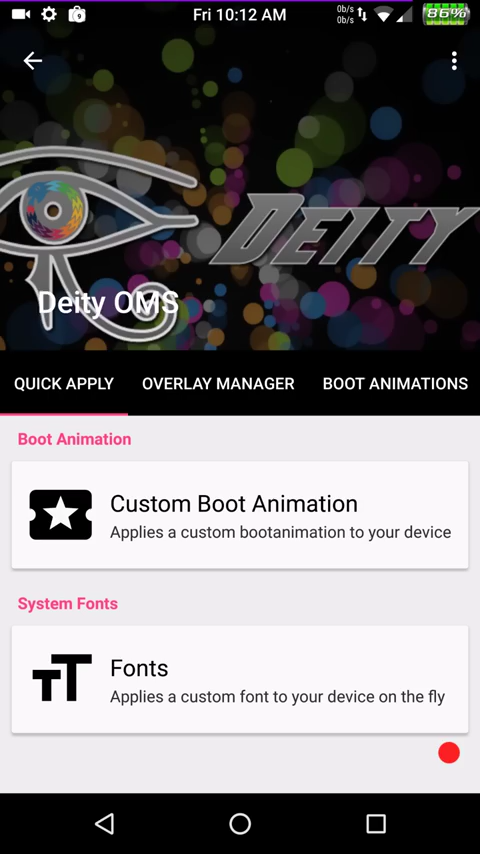 Fri 10:12 AM
0b/s
0b/s
86%
9
DEITY
Deity OMS
QUICK APPLY
OVERLAY MANAGER
BOOT ANIMATIONS
Boot Animation
Custom Boot Animation
Applies a custom bootanimation to your device
System Fonts
TT
Fonts
Applies a custom font to your device on the fly